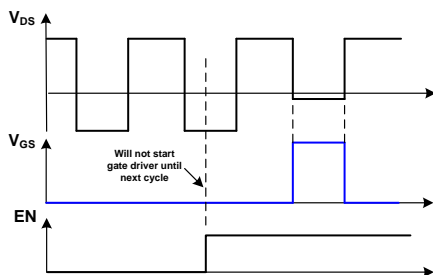 VDS
VGS
Will not start
gate driver until
next cycle
EN